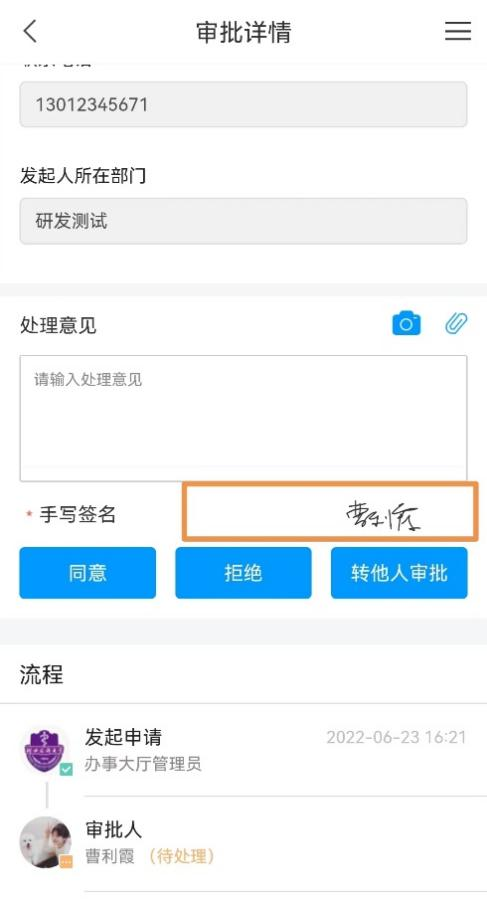 审批详情
13012345671
发起人所在部门
研发测试
处理意见
请输入处理意见
* 手写签名
同意 拒绝 转他人审批
流程
发起申请 2022-06-23 16:21
办事大厅管理员
审批人
曹利霞 （待处理）